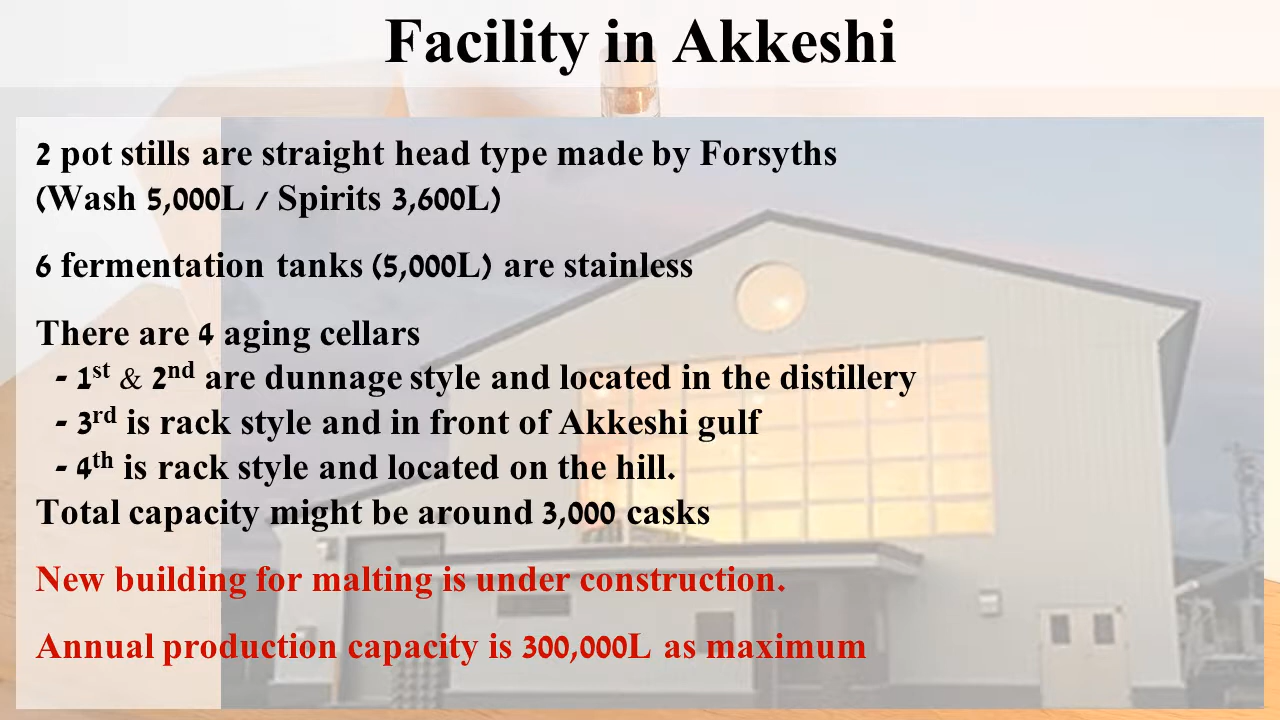 Facility in Akkeshi
2 pot stills are straight head type made by Forsyths
(Wash 5,000L / Spirits 3,600L)
6 fermentation tanks (5,000L) are stainless
There are 4 aging cellars
- 1st & 2nd are dunnage style and located in the distillery
- 3rd is rack style and in front of Akkeshi gulf
- 4th is rack style and located on the hill.
Total capacity might be around 3,000 casks
New building for malting is under construction.
Annual production capacity is 300,000L as maximum